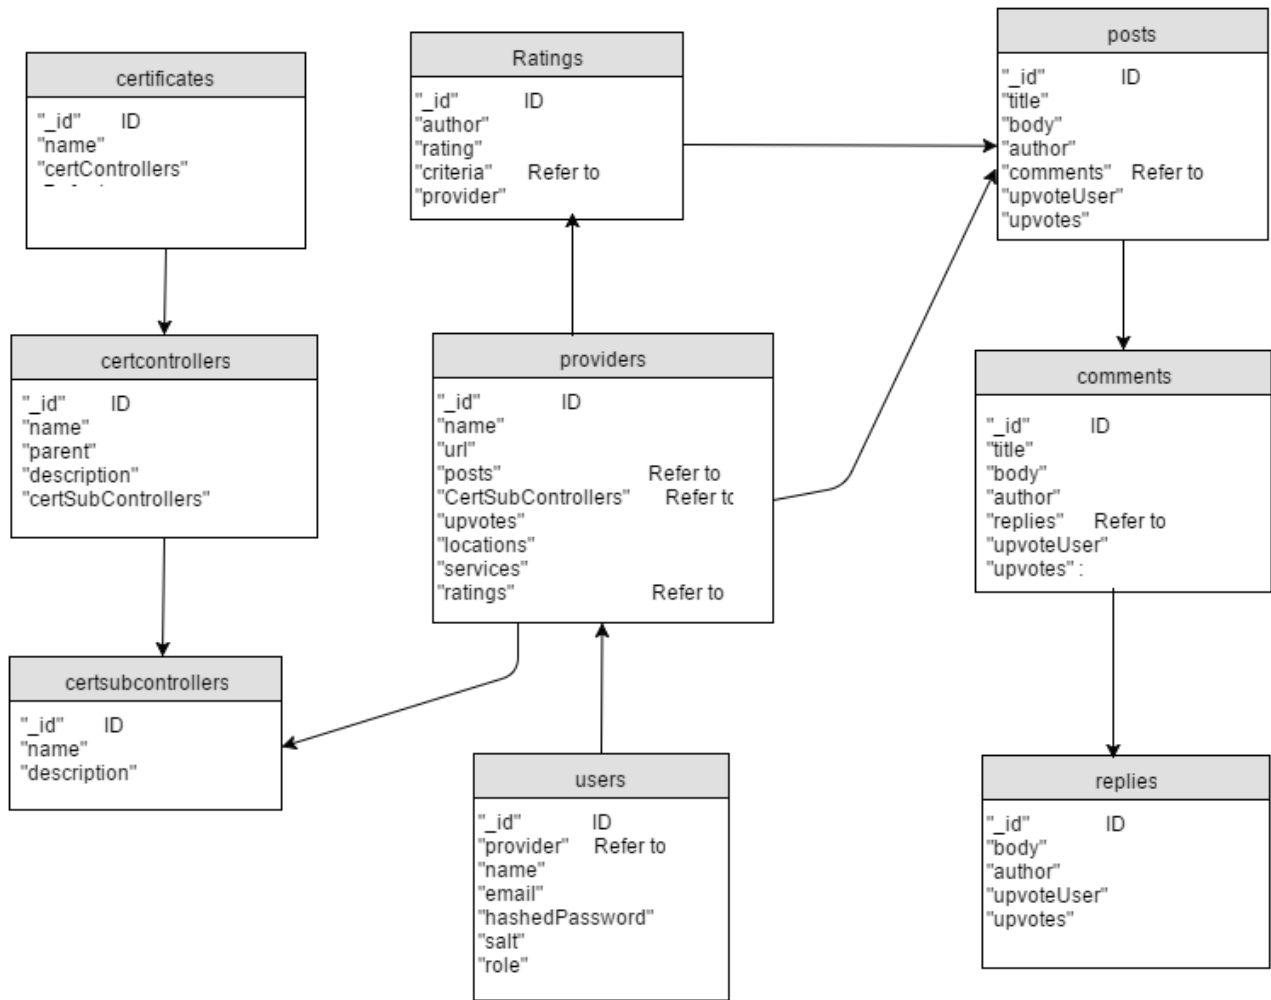 certificates
"_id" ID
"name"
"certControllers"
Ratings
"_id" ID
"author"
"rating"
"criteria" Refer to
"provider"
posts
"_id" ID
"title"
"body"
"author"
"comments" Refer to
"upvoteUser"
"upvotes"
certcontrollers
"_id" ID
"name"
"parent"
"description"
"certSubControllers"
providers
"_id" ID
"name"
"url"
"posts" Refer to
"CertSubControllers" Refer to
"upvotes"
"locations"
"services"
"ratings" Refer to
comments
"_id" ID
"title"
"body"
"author"
"replies" Refer to
"upvoteUser"
"upvotes" :
certsubcontrollers
"_id" ID
"name"
"description"
users
"_id" ID
"provider" Refer to
"name"
"email"
"hashedPassword"
"salt"
"role"
replies
"_id" ID
"body"
"author"
"upvoteUser"
"upvotes"